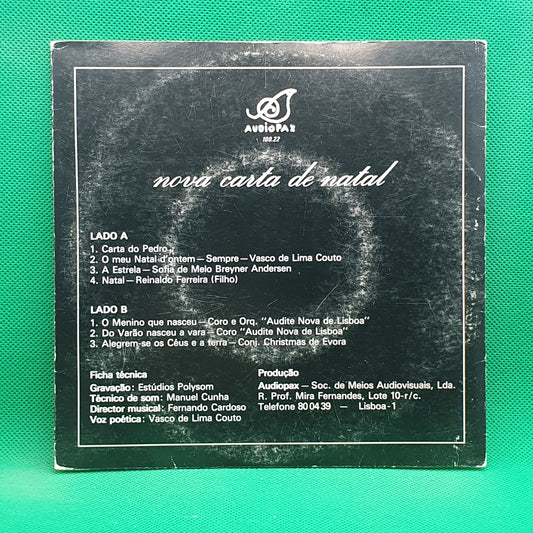 AUDIOPAX
100.22
nova carta de natal
LADO A
1. Carta do Pedro
2. O meu Natal d'ontem — Sempre — Vasco de Lima Couto
3. A Estrela — Sofia de Melo Breyner Andersen
4. Natal — Reinaldo Ferreira (Filho)
LADO B
1. O Menino que nasceu — Coro e Orq. "Audite Nova de Lisboa"
2. Do Varão nasceu a vara — Coro "Audite Nova de Lisboa"
3. Alegrem-se os Céus e a terra — Conj. Christmas de Évora
Ficha técnica
Gravação: Estúdios Polysom
Técnico de som: Manuel Cunha
Director musical: Fernando Cardoso
Voz poética: Vasco de Lima Couto
Produção
Audiopax — Soc. de Meios Audiovisuais, Lda.
R. Prof. Mira Fernandes, Lote 10-r/c.
Telefone 80 04 39 — Lisboa-1